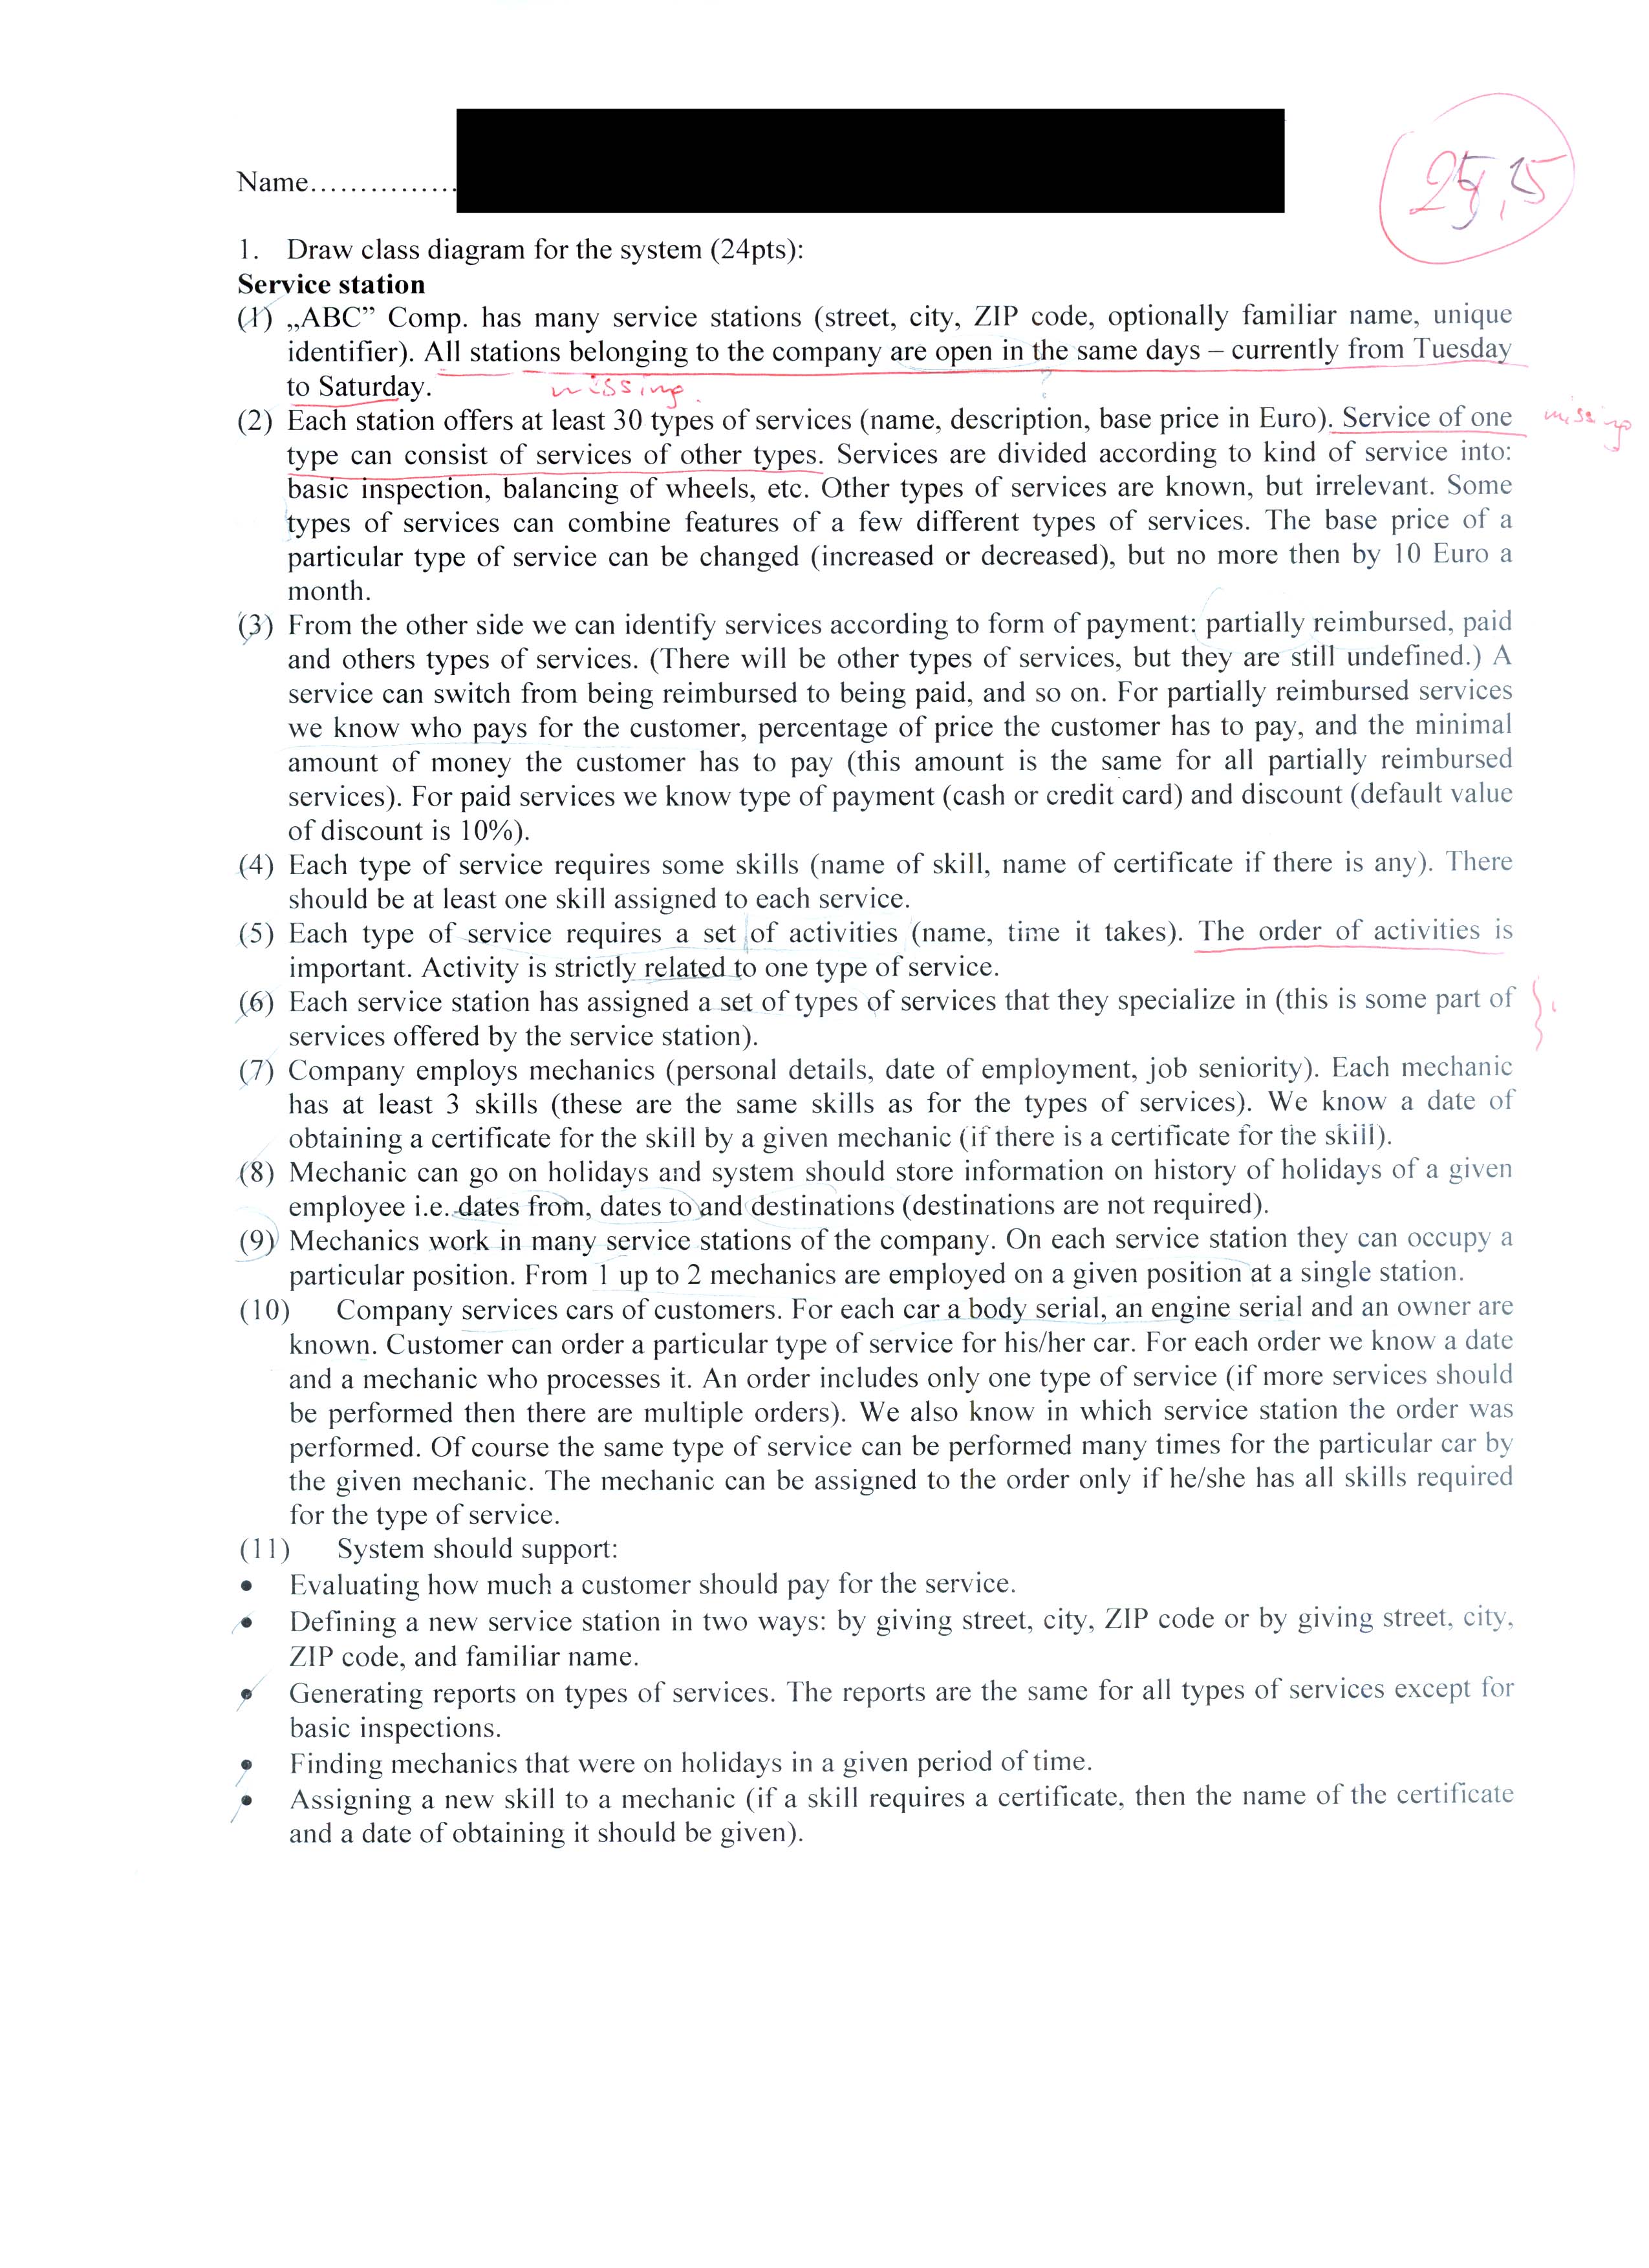 Name...............
1. Draw class diagram for the system (24pts):
Service station
(1) „ABC” Comp. has many service stations (street, city, ZIP code, optionally familiar name, unique
identifier). All stations belonging to the company are open in the same days – currently from Tuesday
to Saturday. missing.
(2) Each station offers at least 30 types of services (name, description, base price in Euro). Service of one missing
type can consist of services of other types. Services are divided according to kind of service into:
basic inspection, balancing of wheels, etc. Other types of services are known, but irrelevant. Some
types of services can combine features of a few different types of services. The base price of a
particular type of service can be changed (increased or decreased), but no more then by 10 Euro a
month.
(3) From the other side we can identify services according to form of payment: partially reimbursed, paid
and others types of services. (There will be other types of services, but they are still undefined.) A
service can switch from being reimbursed to being paid, and so on. For partially reimbursed services
we know who pays for the customer, percentage of price the customer has to pay, and the minimal
amount of money the customer has to pay (this amount is the same for all partially reimbursed
services). For paid services we know type of payment (cash or credit card) and discount (default value
of discount is 10%).
(4) Each type of service requires some skills (name of skill, name of certificate if there is any). There
should be at least one skill assigned to each service.
(5) Each type of service requires a set of activities (name, time it takes). The order of activities is
important. Activity is strictly related to one type of service.
(6) Each service station has assigned a set of types of services that they specialize in (this is some part of
services offered by the service station).
(7) Company employs mechanics (personal details, date of employment, job seniority). Each mechanic
has at least 3 skills (these are the same skills as for the types of services). We know a date of
obtaining a certificate for the skill by a given mechanic (if there is a certificate for the skill).
(8) Mechanic can go on holidays and system should store information on history of holidays of a given
employee i.e. dates from, dates to and destinations (destinations are not required).
(9) Mechanics work in many service stations of the company. On each service station they can occupy a
particular position. From 1 up to 2 mechanics are employed on a given position at a single station.
(10) Company services cars of customers. For each car a body serial, an engine serial and an owner are
known. Customer can order a particular type of service for his/her car. For each order we know a date
and a mechanic who processes it. An order includes only one type of service (if more services should
be performed then there are multiple orders). We also know in which service station the order was
performed. Of course the same type of service can be performed many times for the particular car by
the given mechanic. The mechanic can be assigned to the order only if he/she has all skills required
for the type of service.
(11) System should support:
• Evaluating how much a customer should pay for the service.
• Defining a new service station in two ways: by giving street, city, ZIP code or by giving street, city,
ZIP code, and familiar name.
• Generating reports on types of services. The reports are the same for all types of services except for
basic inspections.
• Finding mechanics that were on holidays in a given period of time.
• Assigning a new skill to a mechanic (if a skill requires a certificate, then the name of the certificate
and a date of obtaining it should be given).